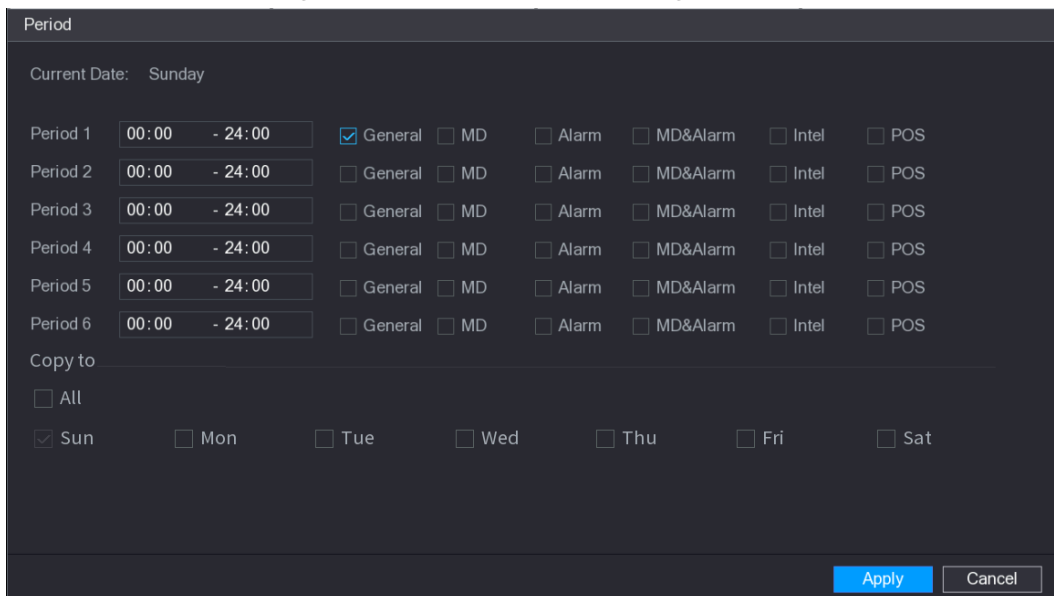 Period
Current Date: Sunday
Period 1 00:00 - 24:00 General MD Alarm MD&Alarm Intel POS
Period 2 00:00 - 24:00 General MD Alarm MD&Alarm Intel POS
Period 3 00:00 - 24:00 General MD Alarm MD&Alarm Intel POS
Period 4 00:00 - 24:00 General MD Alarm MD&Alarm Intel POS
Period 5 00:00 - 24:00 General MD Alarm MD&Alarm Intel POS
Period 6 00:00 - 24:00 General MD Alarm MD&Alarm Intel POS
Copy to
All
Sun Mon Tue Wed Thu Fri Sat
Apply Cancel